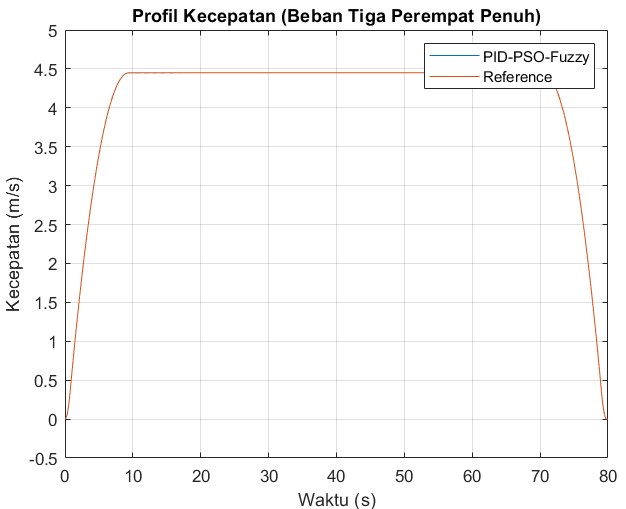 Profil Kecepatan (Beban Tiga Perempat Penuh)
PID-PSO-Fuzzy
Reference
Kecepatan (m/s)
5
4.5
4
3.5
3
2.5
2
1.5
1
0.5
0
-0.5
0 10 20 30 40 50 60 70 80
Waktu (s)